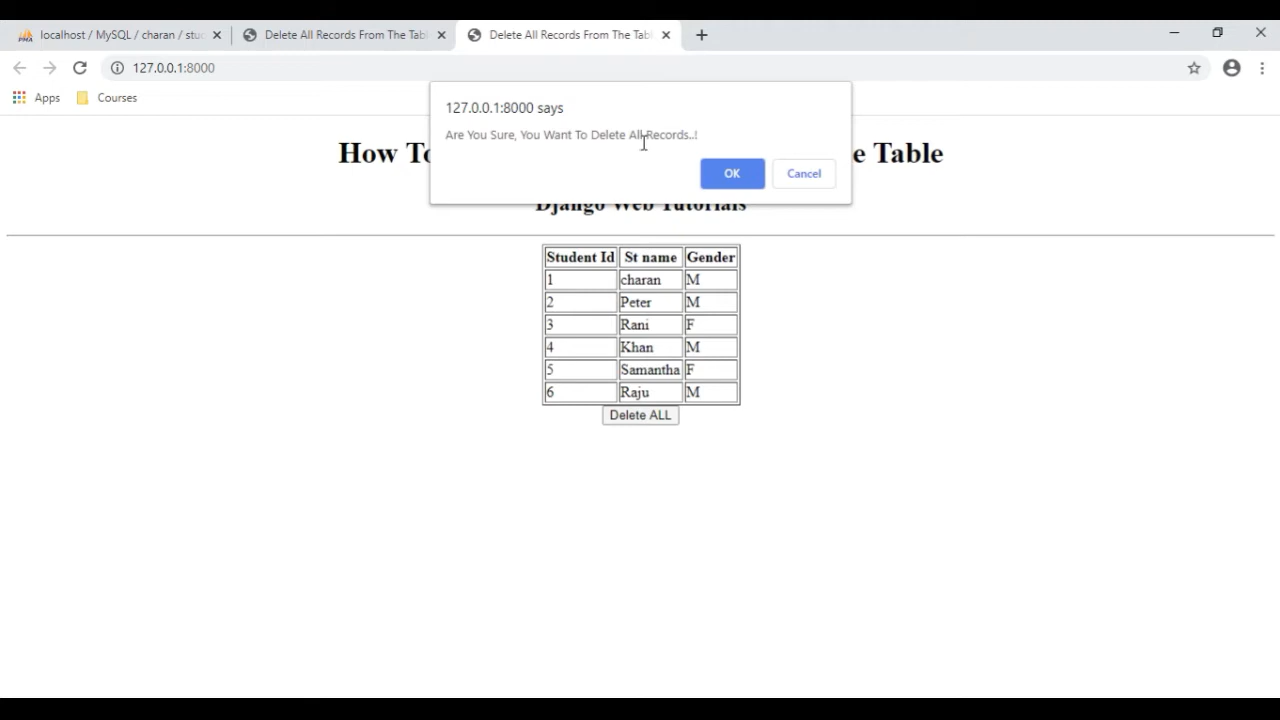 localhost / MySQL / charan / stu
Delete All Records From The Tabl
Delete All Records From The Tabl
127.0.0.1:8000
Apps
Courses
127.0.0.1:8000 says
Are You Sure, You Want To Delete All Records..!
OK
Cancel
How To
e Table
Django Web Tutorials
Student Id St name Gender
1 charan M
2 Peter M
3 Rani F
4 Khan M
5 Samantha F
6 Raju M
Delete ALL